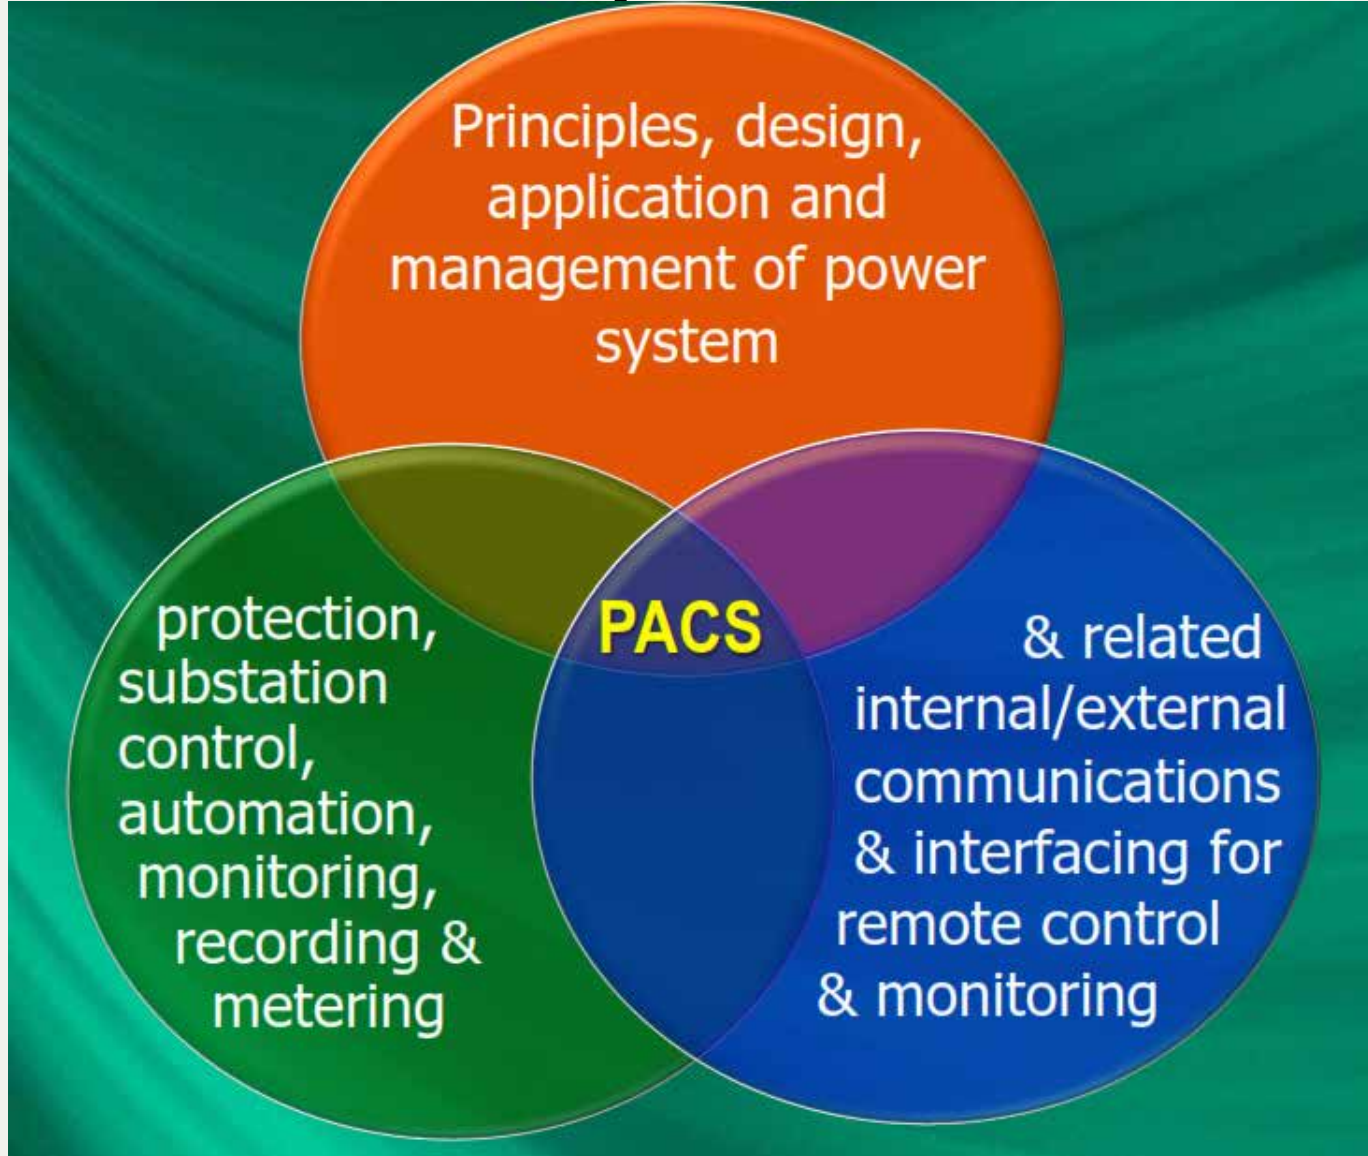 Principles, design,
application and
management of power
system
PACS
protection,
substation
control,
automation,
monitoring,
recording &
metering
& related
internal/external
communications
& interfacing for
remote control
& monitoring